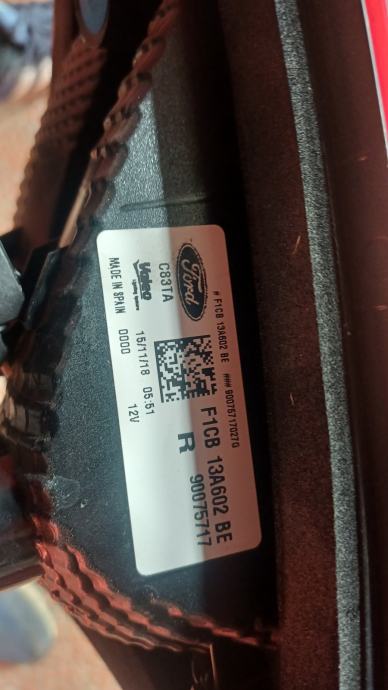 # F1CB 13A602 BE ### 90075717027G
Ford
F1CB 13A602 BE
R
90075717
C83TA
Valeo
15/11/18 05:51
12V
MADE IN SPAIN 0000